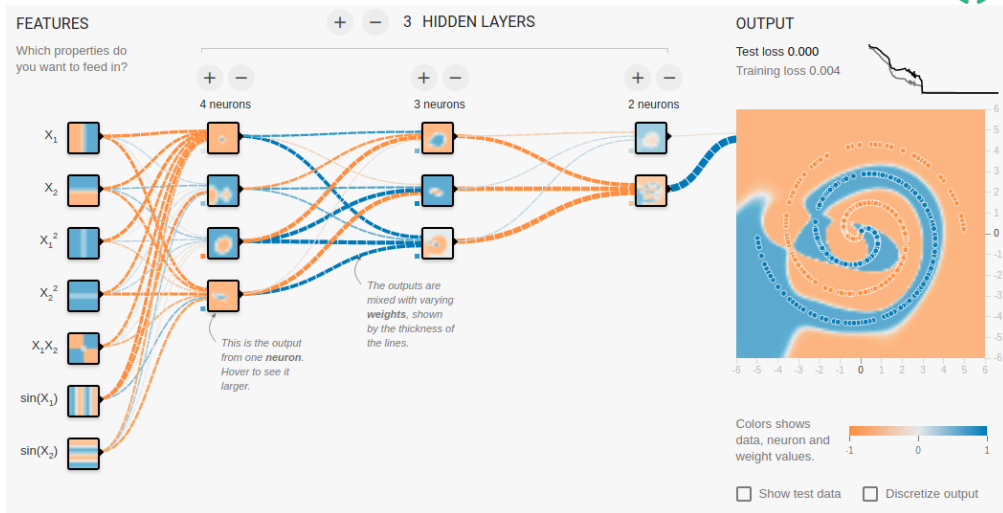 FEATURES
Which properties do
you want to feed in?
+ − 3 HIDDEN LAYERS
+ −
4 neurons
+ −
3 neurons
+ −
2 neurons
X1
X2
X1²
X2²
X1X2
sin(X1)
sin(X2)
This is the output
from one neuron.
Hover to see it
larger.
The outputs are
mixed with varying
weights, shown
by the thickness of
the lines.
OUTPUT
Test loss 0.000
Training loss 0.004
6
5
4
3
2
1
0
-1
-2
-3
-4
-5
-6
-6 -5 -4 -3 -2 -1 0 1 2 3 4 5 6
Colors shows
data, neuron and
weight values.
-1 0 1
Show test data
Discretize output